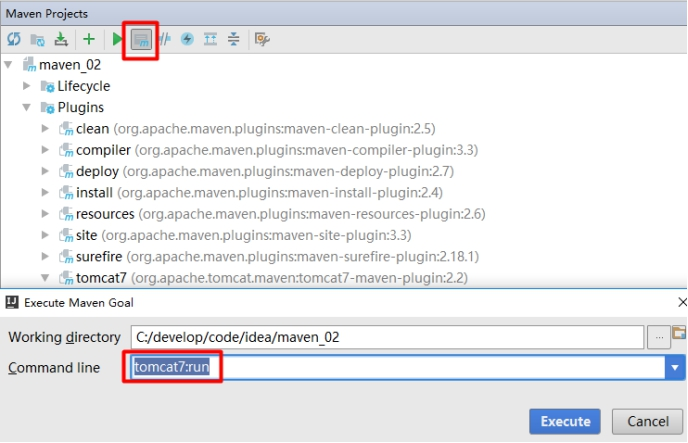 Maven Projects
maven_02
Lifecycle
Plugins
clean (org.apache.maven.plugins:maven-clean-plugin:2.5)
compiler (org.apache.maven.plugins:maven-compiler-plugin:3.3)
deploy (org.apache.maven.plugins:maven-deploy-plugin:2.7)
install (org.apache.maven.plugins:maven-install-plugin:2.4)
resources (org.apache.maven.plugins:maven-resources-plugin:2.6)
site (org.apache.maven.plugins:maven-site-plugin:3.3)
surefire (org.apache.maven.plugins:maven-surefire-plugin:2.18.1)
tomcat7 (org.apache.tomcat.maven:tomcat7-maven-plugin:2.2)
Execute Maven Goal
Working directory C:/develop/code/idea/maven_02 ...
Command line tomcat7:run
Execute Cancel